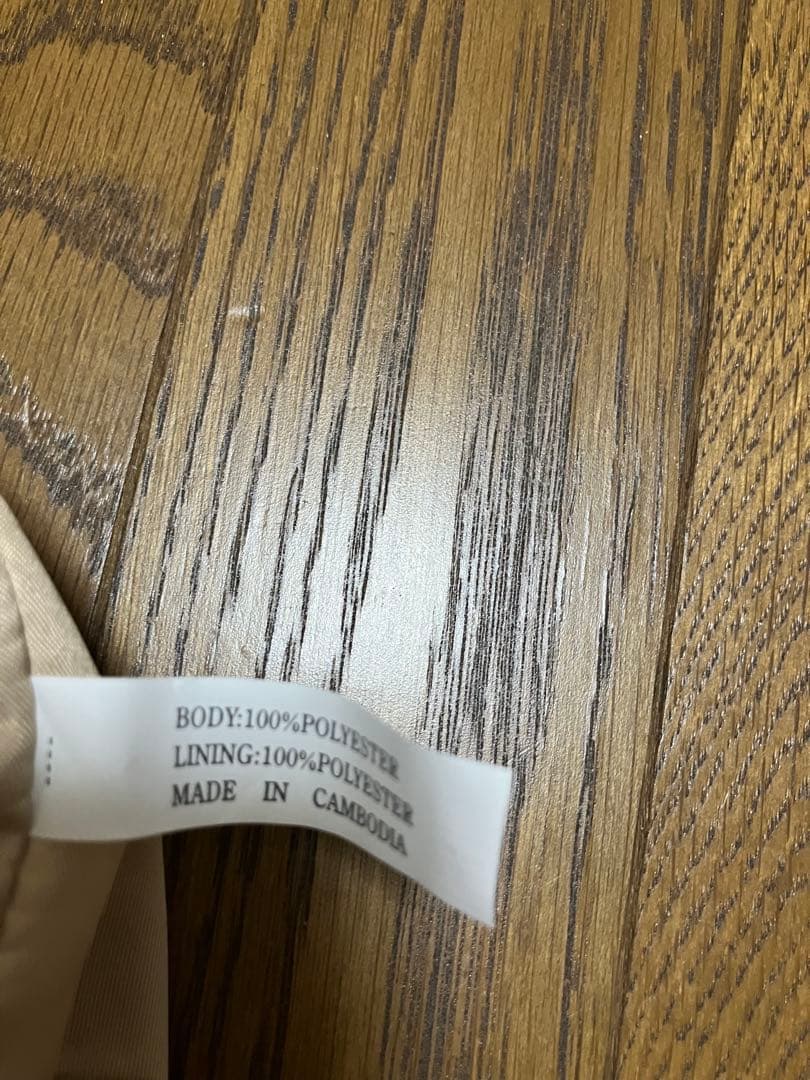 BODY:100%POLYESTER
LINING:100%POLYESTER
MADE IN CAMBODIA